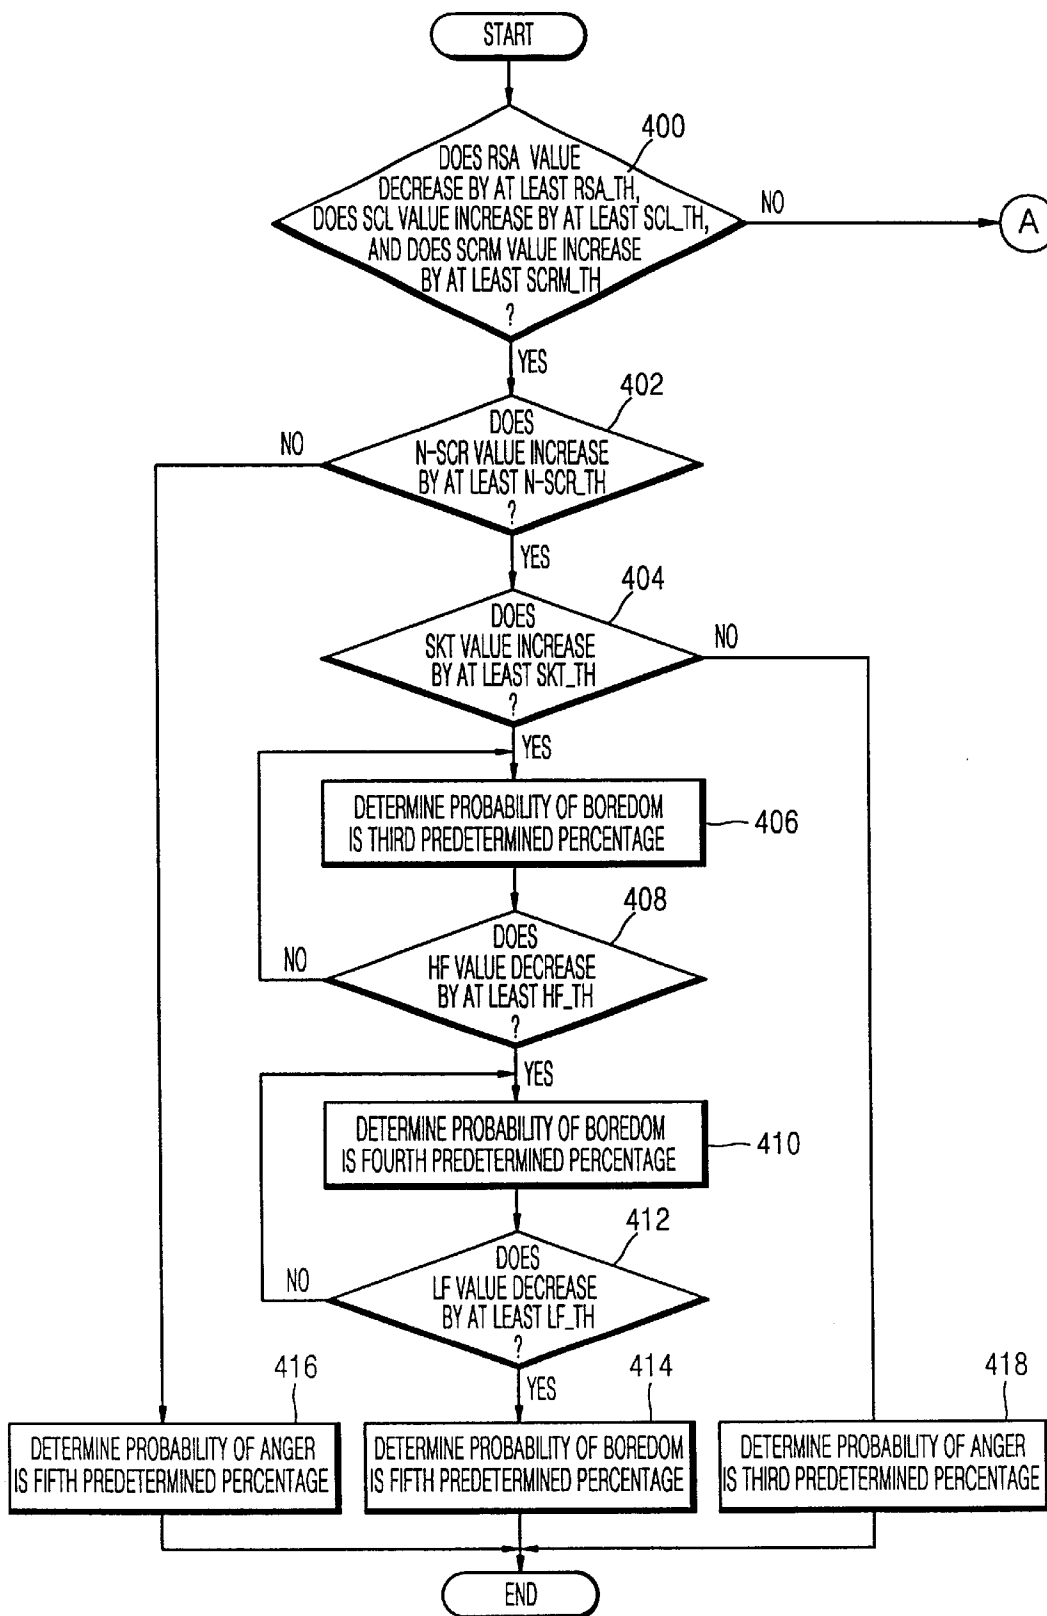 START
400
DOES RSA VALUE
DECREASE BY AT LEAST RSA_TH,
DOES SCL VALUE INCREASE BY AT LEAST SCL_TH,
AND DOES SCRM VALUE INCREASE
BY AT LEAST SCRM_TH
?
NO
A
YES
402
DOES
N-SCR VALUE INCREASE
BY AT LEAST N-SCR_TH
?
NO
YES
404
DOES
SKT VALUE INCREASE
BY AT LEAST SKT_TH
?
NO
YES
DETERMINE PROBABILITY OF BOREDOM
IS THIRD PREDETERMINED PERCENTAGE
406
408
DOES
HF VALUE DECREASE
BY AT LEAST HF_TH
?
NO
YES
DETERMINE PROBABILITY OF BOREDOM
IS FOURTH PREDETERMINED PERCENTAGE
410
412
DOES
LF VALUE DECREASE
BY AT LEAST LF_TH
?
NO
YES
416
DETERMINE PROBABILITY OF ANGER
IS FIFTH PREDETERMINED PERCENTAGE
414
DETERMINE PROBABILITY OF BOREDOM
IS FIFTH PREDETERMINED PERCENTAGE
418
DETERMINE PROBABILITY OF ANGER
IS THIRD PREDETERMINED PERCENTAGE
END